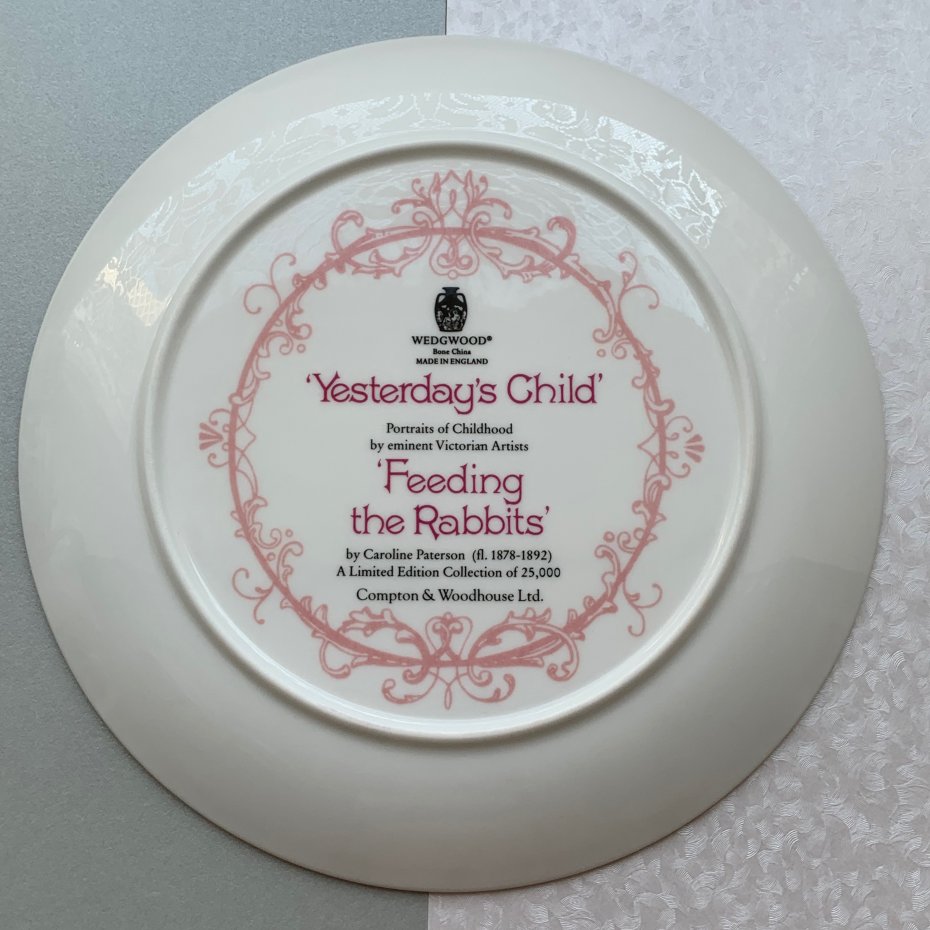 WEDGWOOD®
Bone China
MADE IN ENGLAND
'Yesterday's Child'
Portraits of Childhood
by eminent Victorian Artists
'Feeding
the Rabbits'
by Caroline Paterson (fl. 1878-1892)
A Limited Edition Collection of 25,000
Compton & Woodhouse Ltd.